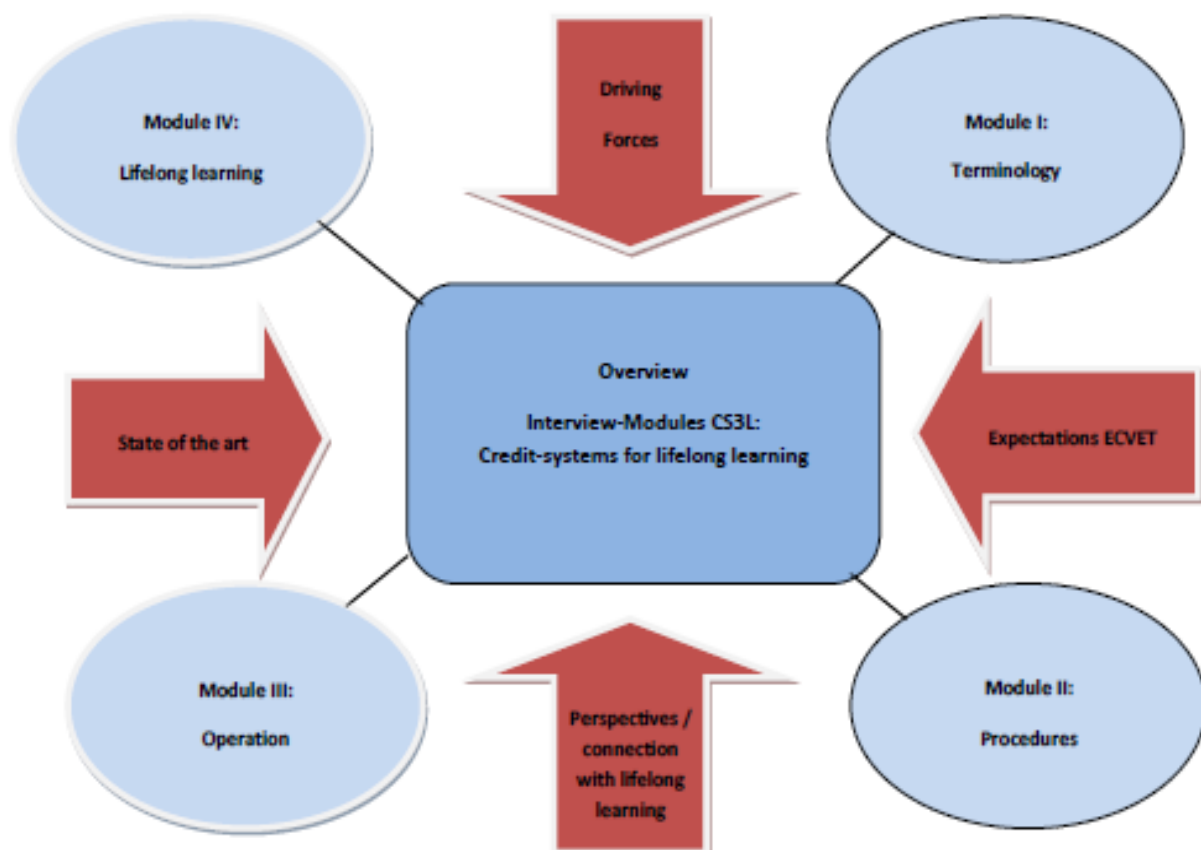 Driving
Forces
Module IV:
Lifelong learning
Module I:
Terminology
Overview
Interview-Modules CS3L:
Credit-systems for lifelong learning
State of the art
Expectations ECVET
Module III:
Operation
Perspectives /
connection
with lifelong
learning
Module II:
Procedures